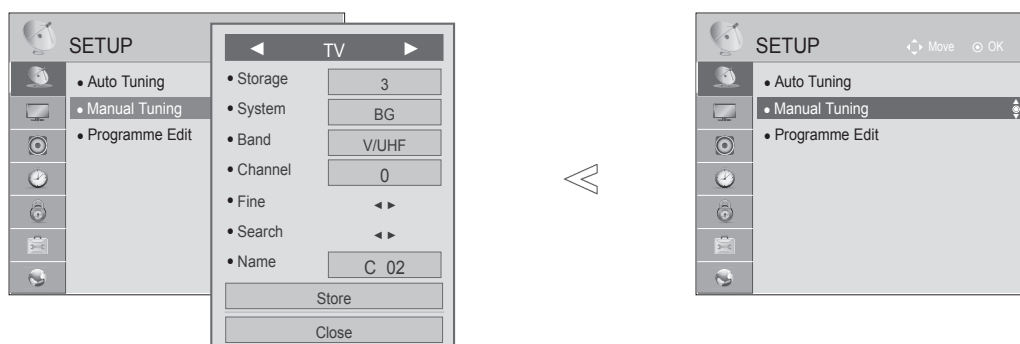 SETUP
• Auto Tuning
• Manual Tuning
• Programme Edit
◄ TV ►
• Storage 3
• System BG
• Band V/UHF
• Channel 0
• Fine ◄ ►
• Search ◄ ►
• Name C 02
Store
Close
SETUP Move OK
• Auto Tuning
• Manual Tuning
• Programme Edit